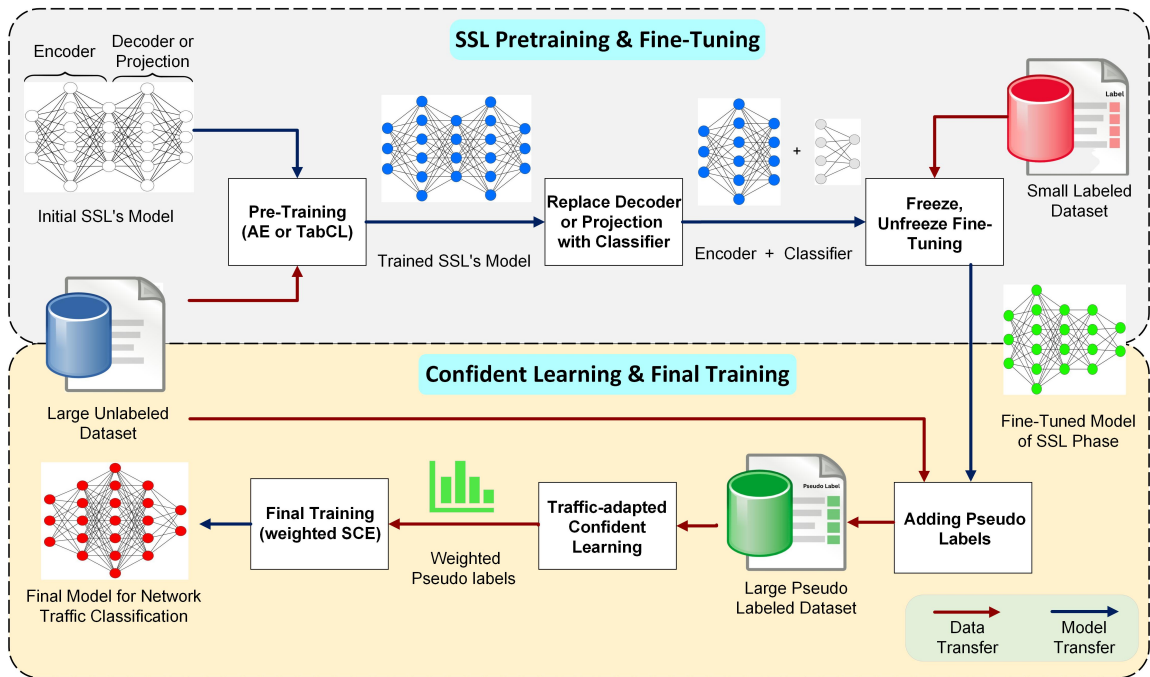 SSL Pretraining & Fine-Tuning
Encoder
Decoder or
Projection
Initial SSL's Model
Pre-Training
(AE or TabCL)
Trained SSL's Model
Replace Decoder
or Projection
with Classifier
+
Encoder + Classifier
Freeze,
Unfreeze Fine-
Tuning
Label
Small Labeled
Dataset
Large Unlabeled
Dataset
Confident Learning & Final Training
Fine-Tuned Model
of SSL Phase
Adding Pseudo
Labels
Pseudo Label
Large Pseudo
Labeled Dataset
Traffic-adapted
Confident
Learning
Weighted
Pseudo labels
Final Training
(weighted SCE)
Final Model for Network
Traffic Classification
Data
Transfer
Model
Transfer